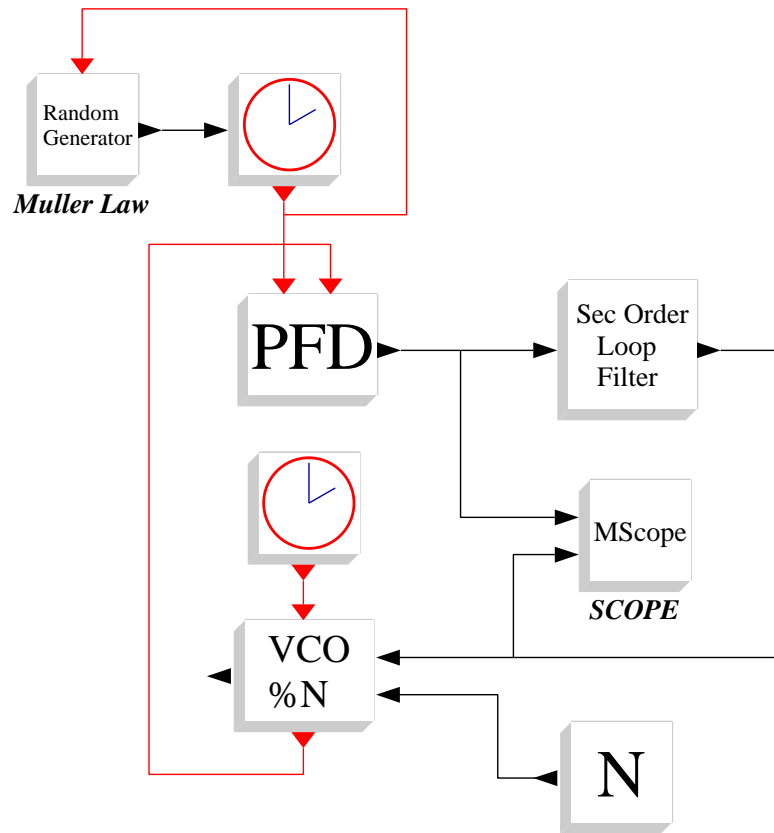 Random
Generator
Muller Law
PFD
Sec Order
Loop
Filter
MScope
SCOPE
VCO
%N
N